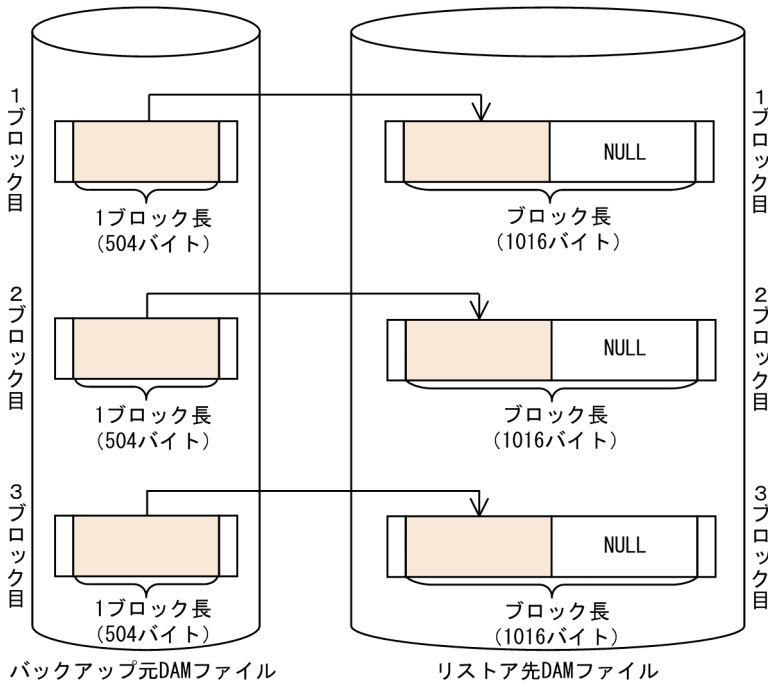 1ブロック目
NULL
1ブロック目
1ブロック長
(504バイト)
ブロック長
(1016バイト)
2ブロック目
NULL
2ブロック目
1ブロック長
(504バイト)
ブロック長
(1016バイト)
3ブロック目
NULL
3ブロック目
1ブロック長
(504バイト)
ブロック長
(1016バイト)
バックアップ元DAMファイル
リストア先DAMファイル